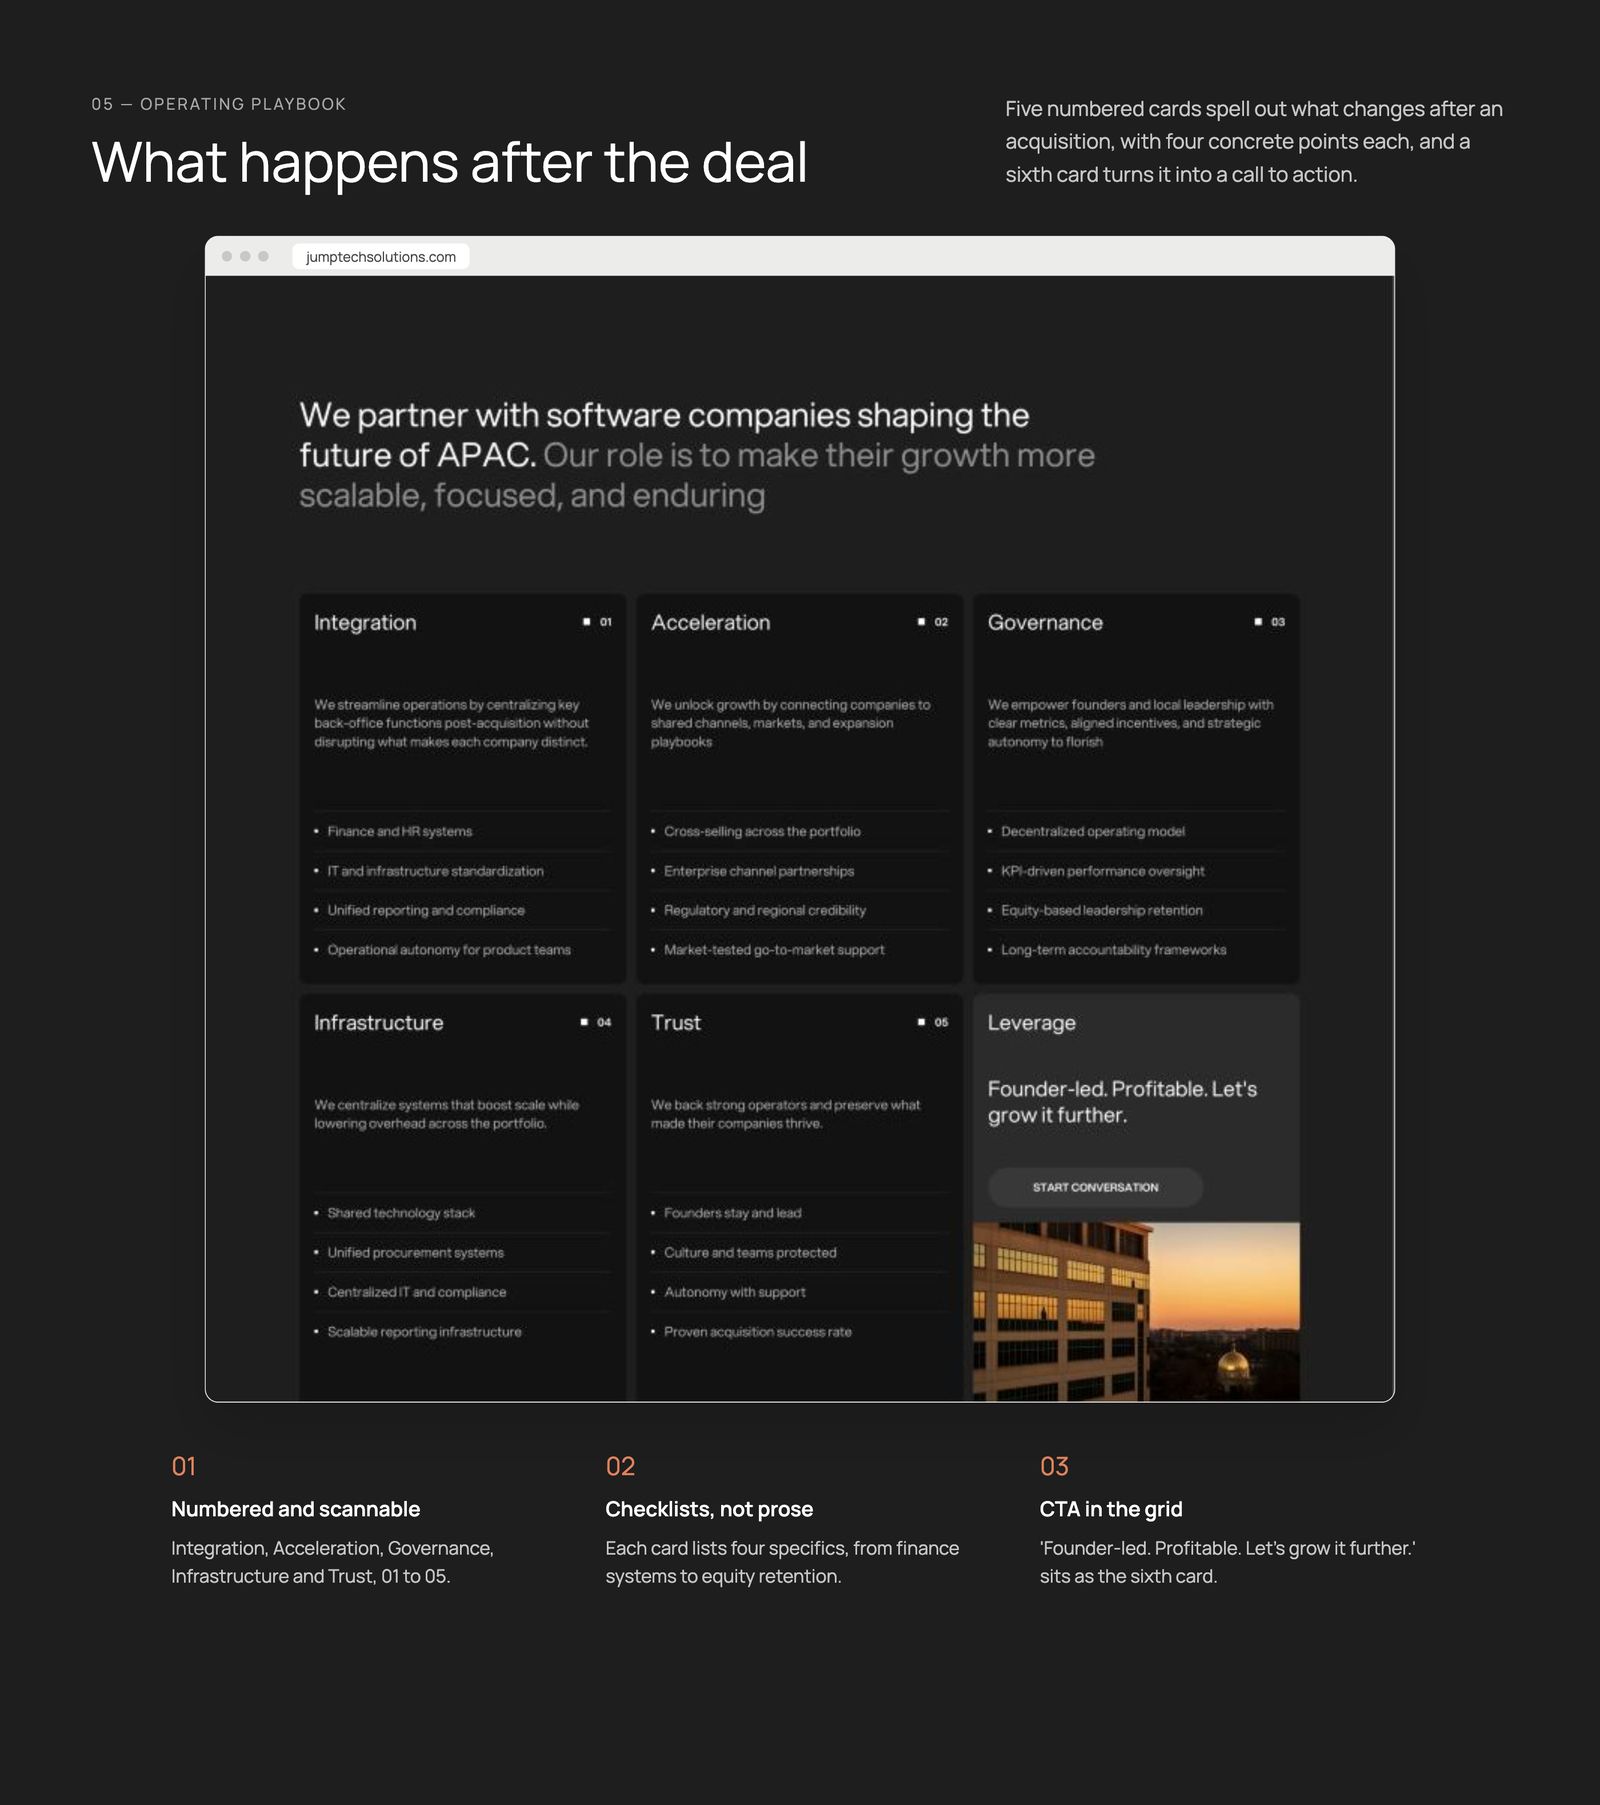 05 — OPERATING PLAYBOOK
What happens after the deal
Five numbered cards spell out what changes after an
acquisition, with four concrete points each, and a
sixth card turns it into a call to action.
jumptechsolutions.com
We partner with software companies shaping the
future of APAC. Our role is to make their growth more
scalable, focused, and enduring
Integration
01
We streamline operations by centralizing key
back-office functions post-acquisition without
disrupting what makes each company distinct.
• Finance and HR systems
• IT and infrastructure standardization
• Unified reporting and compliance
• Operational autonomy for product teams
Acceleration
02
We unlock growth by connecting companies to
shared channels, markets, and expansion
playbooks
• Cross-selling across the portfolio
• Enterprise channel partnerships
• Regulatory and regional credibility
• Market-tested go-to-market support
Governance
03
We empower founders and local leadership with
clear metrics, aligned incentives, and strategic
autonomy to florish
• Decentralized operating model
• KPI-driven performance oversight
• Equity-based leadership retention
• Long-term accountability frameworks
Infrastructure
04
We centralize systems that boost scale while
lowering overhead across the portfolio.
• Shared technology stack
• Unified procurement systems
• Centralized IT and compliance
• Scalable reporting infrastructure
Trust
05
We back strong operators and preserve what
made their companies thrive.
• Founders stay and lead
• Culture and teams protected
• Autonomy with support
• Proven acquisition success rate
Leverage
Founder-led. Profitable. Let's
grow it further.
START CONVERSATION
01
Numbered and scannable
Integration, Acceleration, Governance,
Infrastructure and Trust, 01 to 05.
02
Checklists, not prose
Each card lists four specifics, from finance
systems to equity retention.
03
CTA in the grid
'Founder-led. Profitable. Let's grow it further.'
sits as the sixth card.